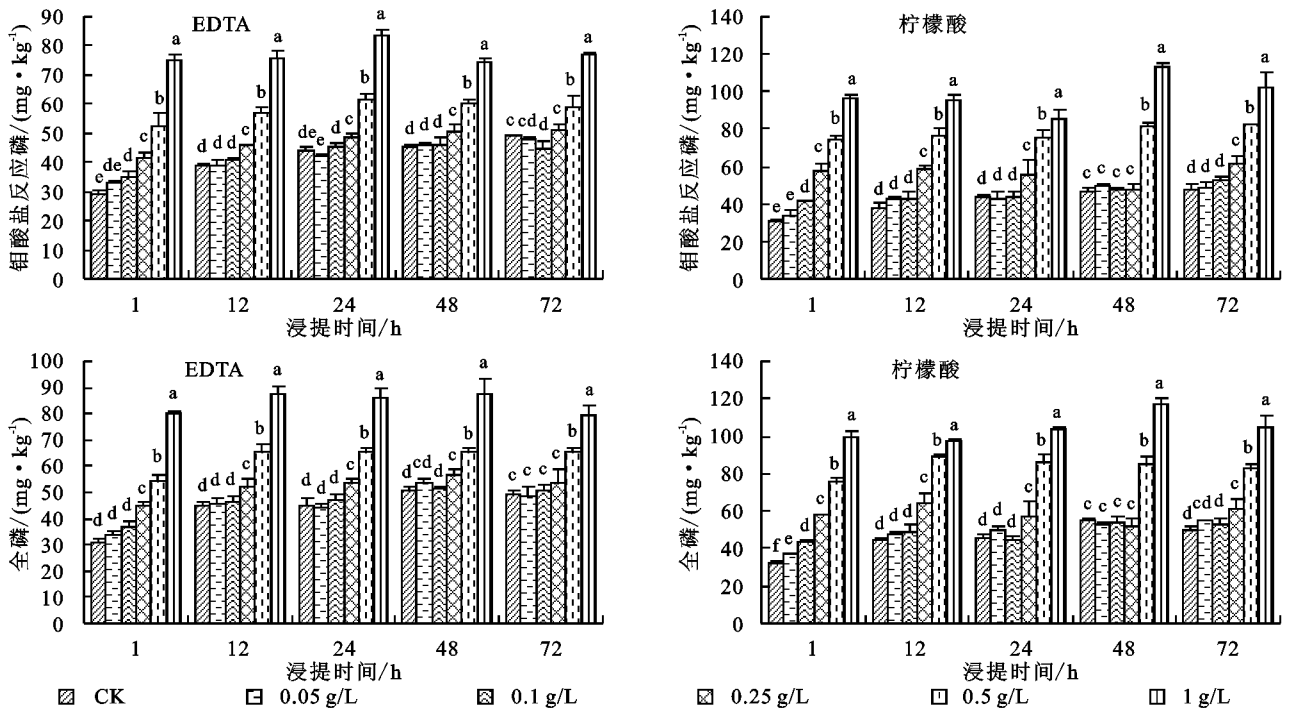 EDTA
钼酸盐反应磷/(mg·kg⁻¹)
90
80
70
60
50
40
30
20
10
0
e de d c b a
d d d c b a
de e d c b a
d d d c b a
c cd d c b a
1 12 24 48 72
浸提时间/h
柠檬酸
钼酸盐反应磷/(mg·kg⁻¹)
140
120
100
80
60
40
20
0
e e d c b a
d d d c b a
d d d c b a
c c c c b a
d d d c b a
1 12 24 48 72
浸提时间/h
EDTA
全磷/(mg·kg⁻¹)
100
90
80
70
60
50
40
30
20
10
0
d d d c b a
d d d c b a
d d d c b a
d cd d c b a
c c c c b a
1 12 24 48 72
浸提时间/h
柠檬酸
全磷/(mg·kg⁻¹)
140
120
100
80
60
40
20
0
f e d c b a
d d d c b a
d d d c b a
c c c c b a
d cd d c b a
1 12 24 48 72
浸提时间/h
CK 0.05 g/L 0.1 g/L 0.25 g/L 0.5 g/L 1 g/L